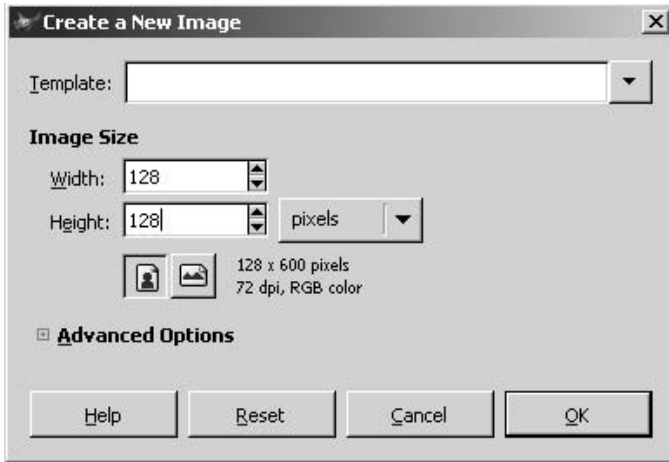 Create a New Image
Template:
Image Size
Width: 128
Height: 128 pixels
128 x 600 pixels
72 dpi, RGB color
Advanced Options
Help Reset Cancel OK